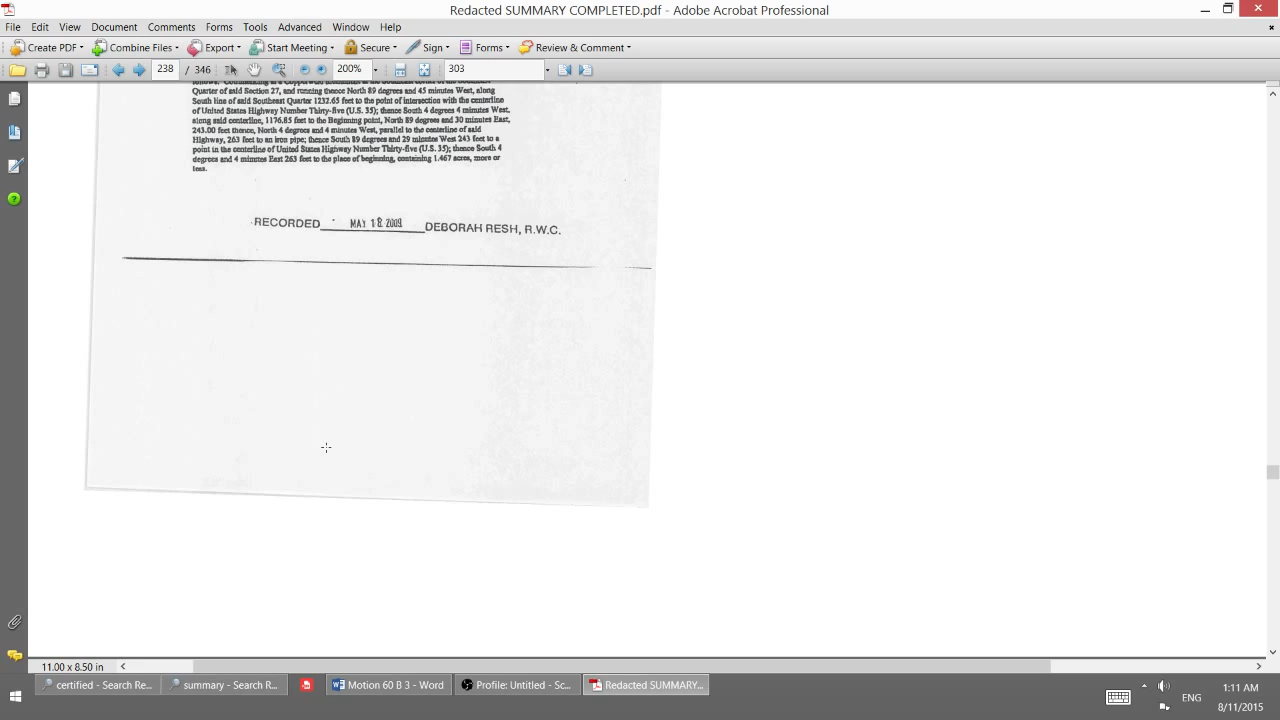 Redacted SUMMARY COMPLETED.pdf - Adobe Acrobat Professional
File Edit View Document Comments Forms Tools Advanced Window Help
Create PDF Combine Files Export Start Meeting Secure Sign Forms Review & Comment
238 / 346 200% 303
Quarter of said Section 27, and running thence North 89 degrees and 45 minutes West, along
South line of said Southeast Quarter 1232.65 feet to the point of intersection with the centerline
of United States Highway Number Thirty-five (U.S. 35); thence South 4 degrees 4 minutes West,
along said centerline, 1176.85 feet to the Beginning point, North 89 degrees and 30 minutes East,
243.00 feet thence, North 4 degrees and 4 minutes West, parallel to the centerline of said
Highway, 263 feet to an iron pipe; thence South 89 degrees and 29 minutes West 243 feet to a
point in the centerline of United States Highway Number Thirty-five (U.S. 35); thence South 4
degrees and 4 minutes East 263 feet to the place of beginning, containing 1.467 acres, more or
less.
RECORDED MAY 18 2009 DEBORAH RESH, R.W.C.
11.00 x 8.50 in
certified - Search Re... summary - Search R... Motion 60 B 3 - Word Profile: Untitled - Sc... Redacted SUMMARY...
ENG
1:11 AM
8/11/2015